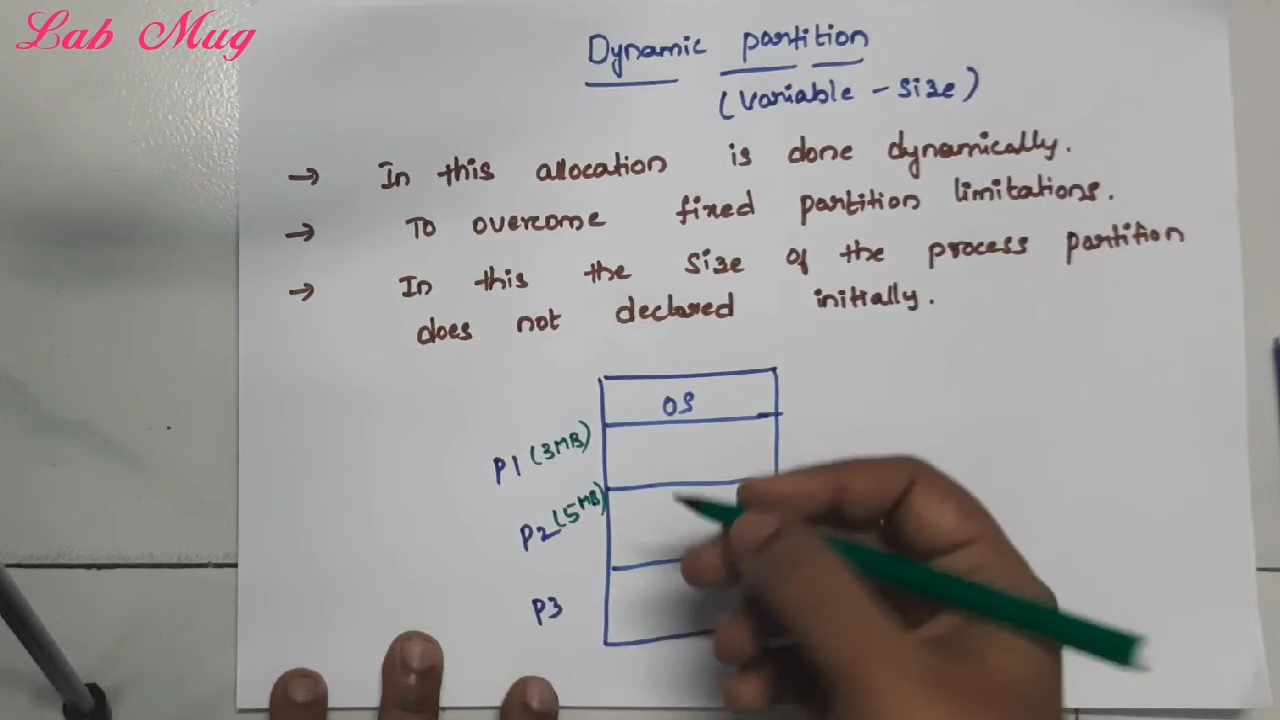 Lab Mug
Dynamic partition
(Variable - Size)
→ In this allocation is done dynamically.
→ To overcome fixed partition limitations.
→ In this the size of the process partition
does not declared initially.
OS
P1 (3MB)
P2 (5MB)
P3